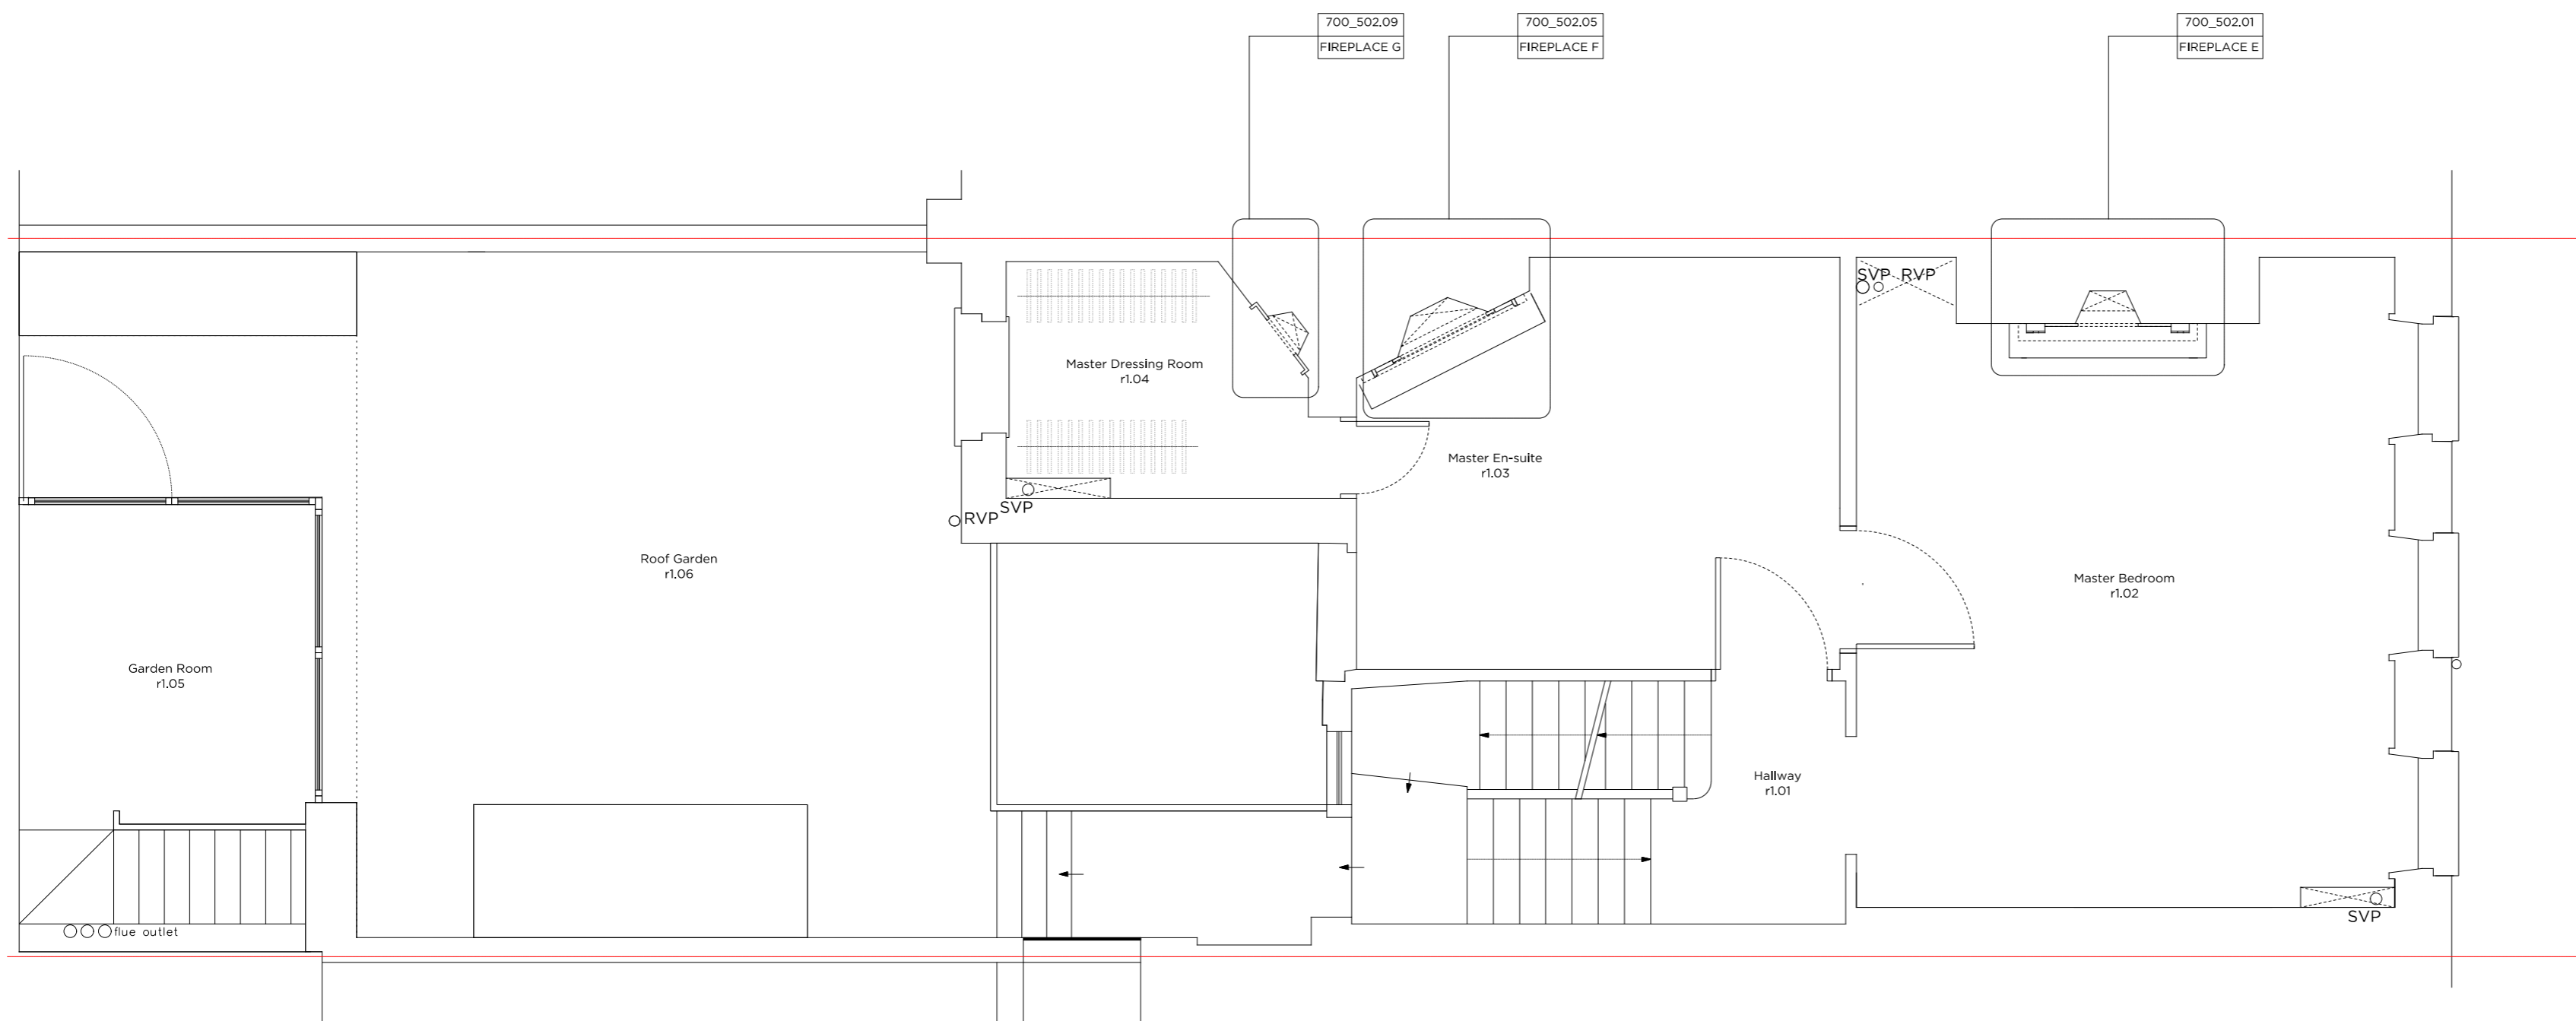 700_502.09
FIREPLACE G
700_502.05
FIREPLACE F
700_502.01
FIREPLACE E
SVP RVP
Master Dressing Room
r1.04
Master En-suite
r1.03
RVP
SVP
Roof Garden
r1.06
Master Bedroom
r1.02
Garden Room
r1.05
Hallway
r1.01
flue outlet
SVP